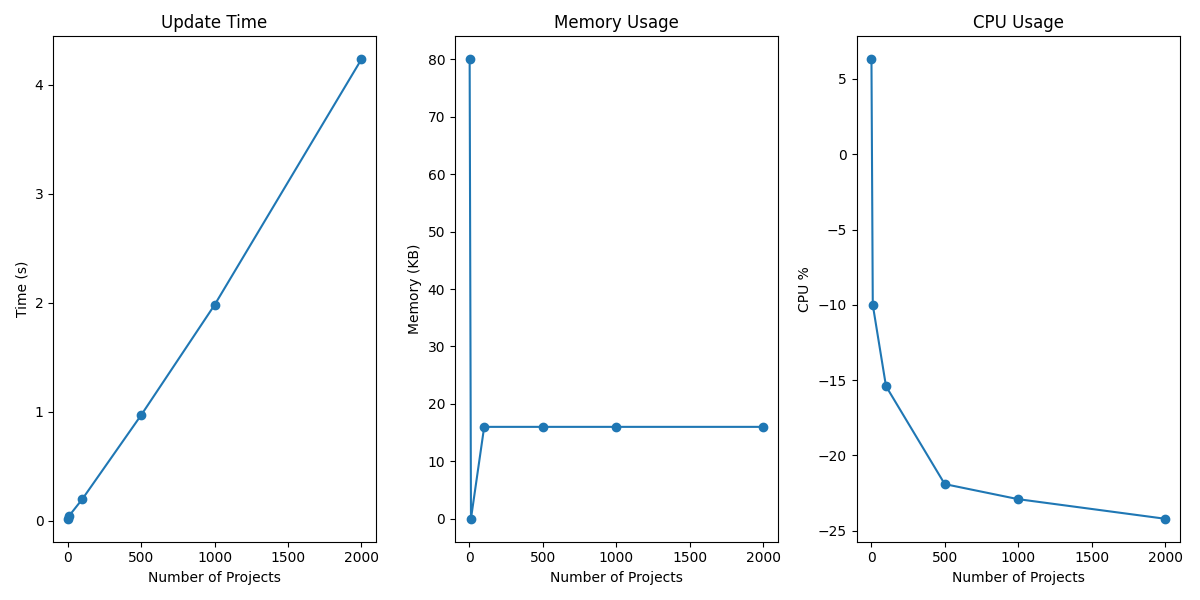 Update Time
Time (s)
4
3
2
1
0
0 500 1000 1500 2000
Number of Projects
Memory Usage
Memory (KB)
80
70
60
50
40
30
20
10
0
0 500 1000 1500 2000
Number of Projects
CPU Usage
CPU %
5
0
−5
−10
−15
−20
−25
0 500 1000 1500 2000
Number of Projects